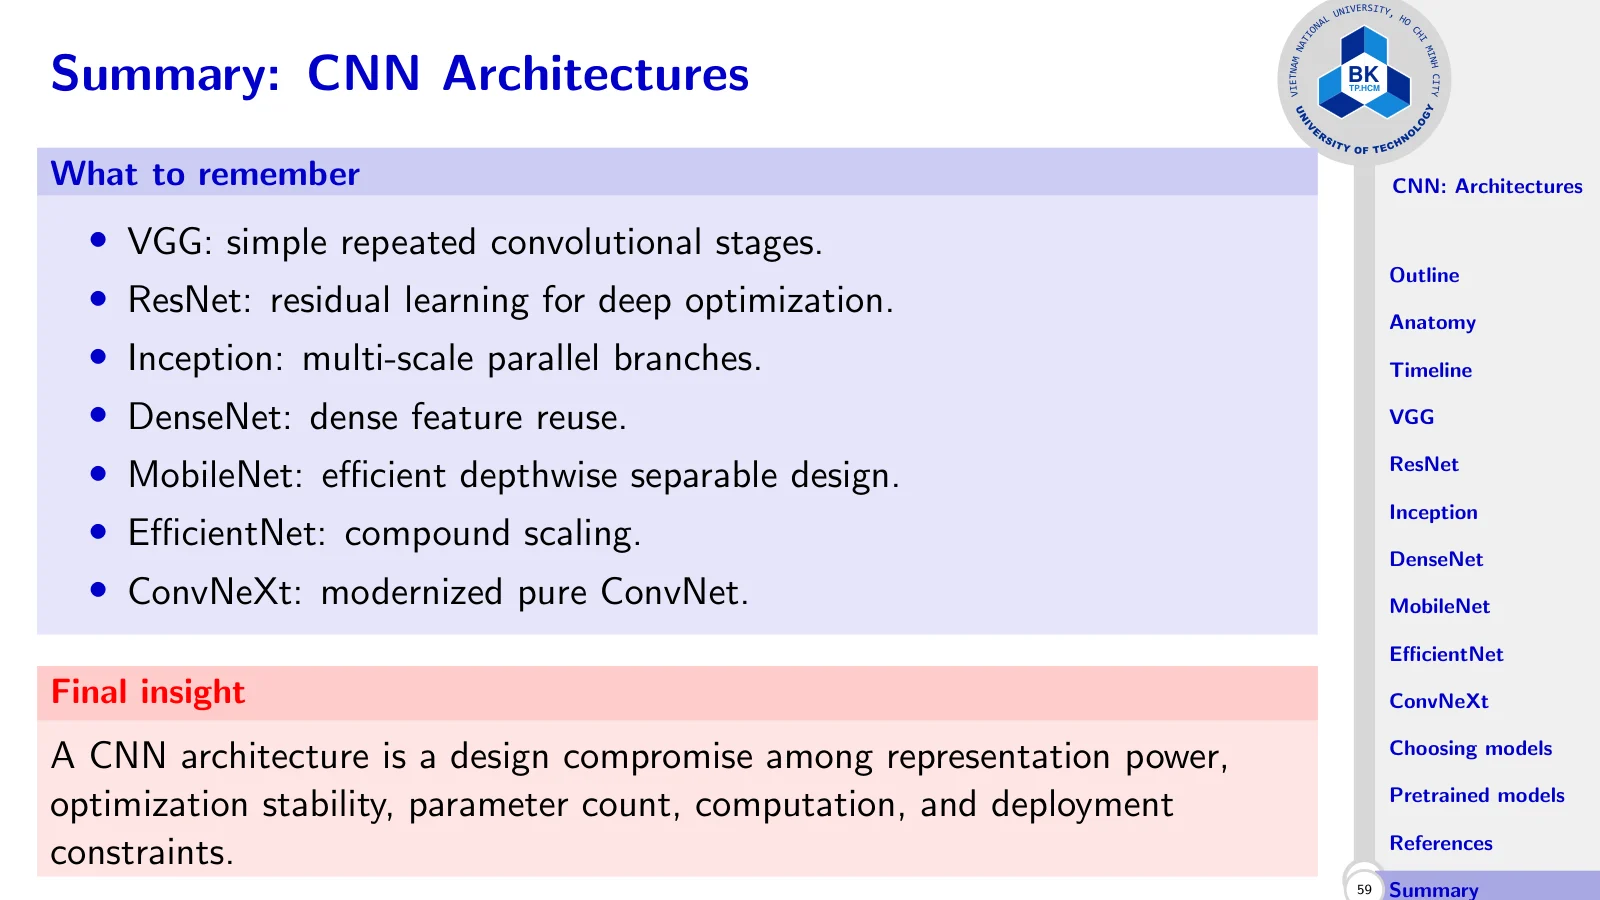 Summary: CNN Architectures
What to remember
• VGG: simple repeated convolutional stages.
• ResNet: residual learning for deep optimization.
• Inception: multi-scale parallel branches.
• DenseNet: dense feature reuse.
• MobileNet: efficient depthwise separable design.
• EfficientNet: compound scaling.
• ConvNeXt: modernized pure ConvNet.
Final insight
A CNN architecture is a design compromise among representation power,
optimization stability, parameter count, computation, and deployment
constraints.
VIETNAM NATIONAL UNIVERSITY, HO CHI MINH CITY
BK
TP.HCM
UNIVERSITY OF TECHNOLOGY
CNN: Architectures
Outline
Anatomy
Timeline
VGG
ResNet
Inception
DenseNet
MobileNet
EfficientNet
ConvNeXt
Choosing models
Pretrained models
References
Summary
59